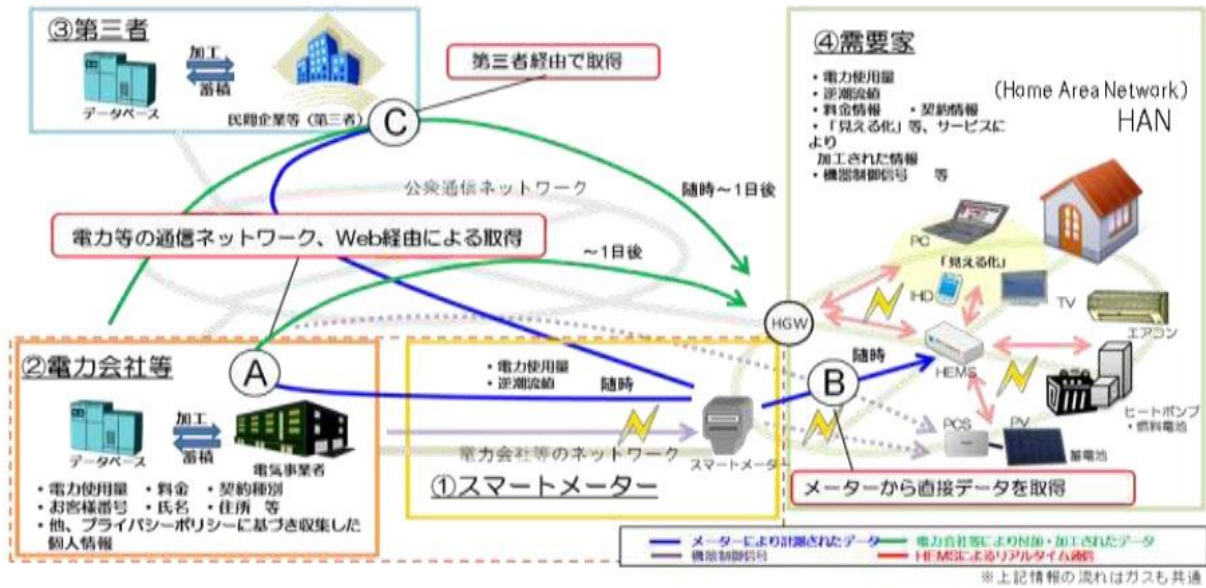 ③第三者
加工
蓄積
データベース
民間企業等(第三者)
C
第三者経由で取得
公衆通信ネットワーク
随時～1日後
電力等の通信ネットワーク、Web経由による取得
～1日後
④需要家
・電力使用量
・逆潮流値
・料金情報 ・契約情報
・「見える化」等、サービスに
より
加工された情報
・機器制御信号 等
(Home Area Network)
HAN
PC
「見える化」
IHD
TV
エアコン
HGW
HEMS
ヒートポンプ
・燃料電池
PCS
PV
蓄電池
②電力会社等
A
データベース
加工
蓄積
電気事業者
・電力使用量 ・料金 ・契約種別
・お客様番号 ・氏名 ・住所 等
・他、プライバシーポリシーに基づき収集した
個人情報
・電力使用量
・逆潮流値
随時
電力会社等のネットワーク
スマートメーター
①スマートメーター
B
随時
メーターから直接データを取得
メーターにより計測されたデータ
電力会社等により付加・加工されたデータ
機器制御信号
HEMSによるリアルタイム通信
※上記情報の流れはガスも共通